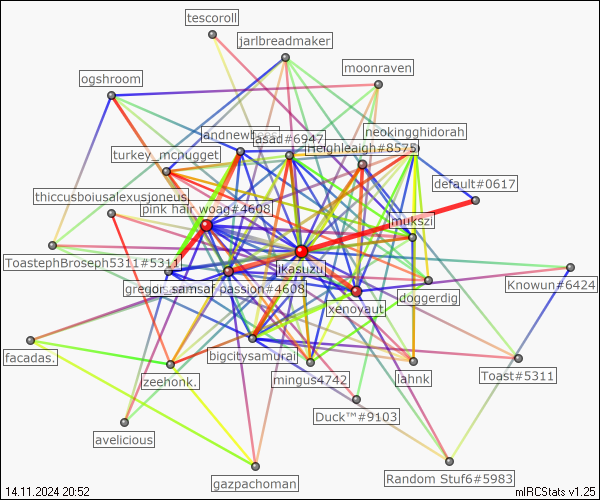 tescoroll
jarlbreadmaker
moonraven
ogshroom
neokingghidorah
asad#6947
Heighleaigh#8575
turkey_mcnugget
default#0617
thiccusboiusalexusjoneus
pink hair woag#4608
mukszi
ToastephBroseph5311#5311
ikasuzu
gregor_samsaf passion#4608
doggerdig
Knowun#6424
xenoyaut
bigcitysamurai
facadas.
zeehonk.
mingus4742
lahnk
Toast#5311
Duck™#9103
avelicious
gazpachoman
Random Stuf6#5983
14.11.2024 20:52
mIRCStats v1.25